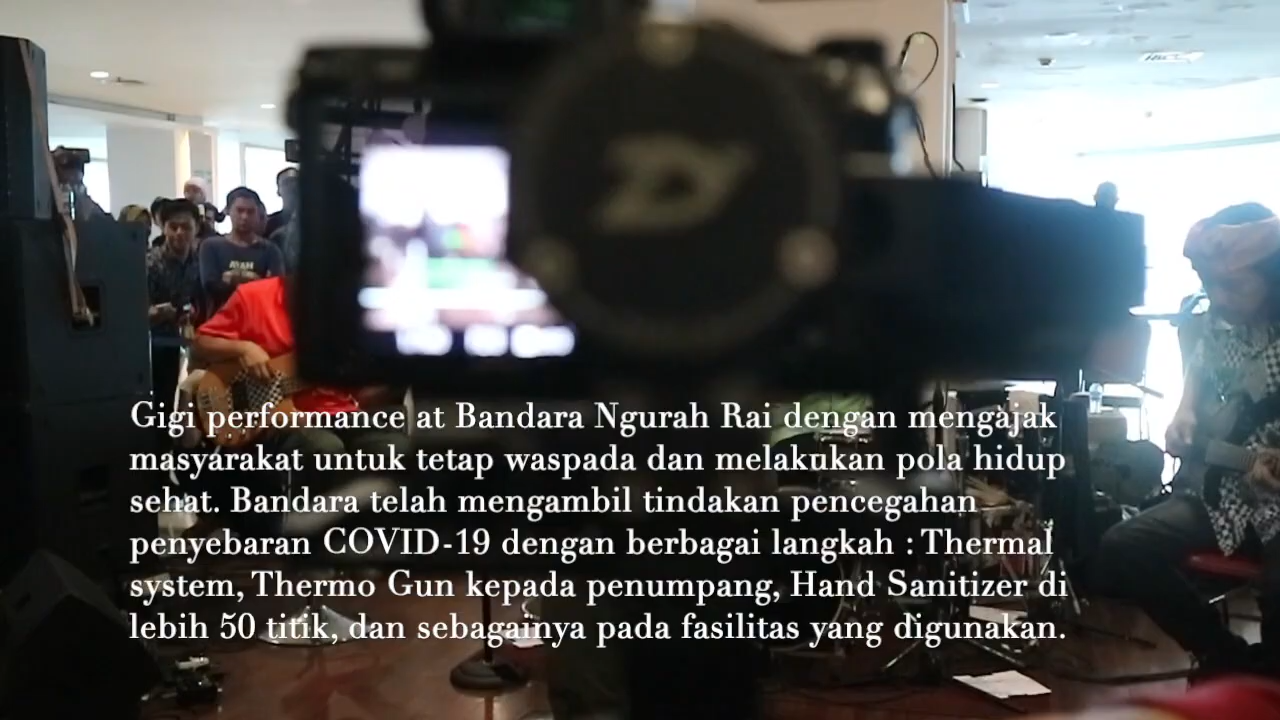 Gigi performance at Bandara Ngurah Rai dengan mengajak
masyarakat untuk tetap waspada dan melakukan pola hidup
sehat. Bandara telah mengambil tindakan pencegahan
penyebaran COVID-19 dengan berbagai langkah : Thermal
system, Thermo Gun kepada penumpang, Hand Sanitizer di
lebih 50 titik, dan sebagainya pada fasilitas yang digunakan.